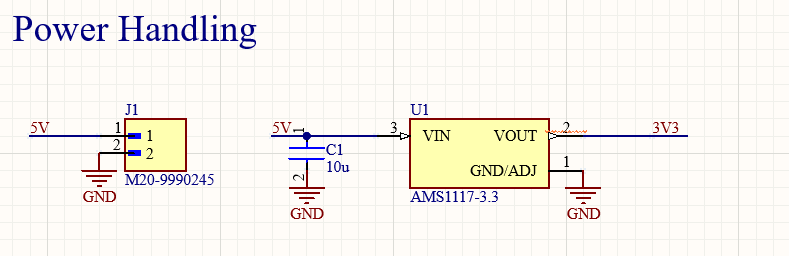 Power Handling
J1
5V
1
1
2
2
M20-9990245
GND
5V
1
C1
10u
2
GND
U1
3
VIN
VOUT
2
3V3
GND/ADJ
1
AMS1117-3.3
GND